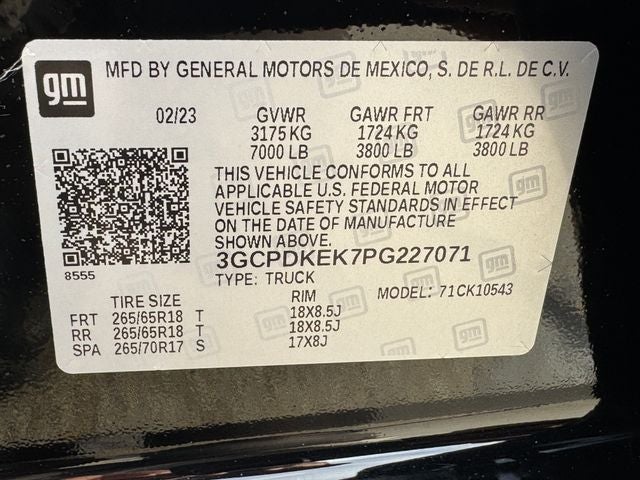 gm MFD BY GENERAL MOTORS DE MEXICO, S. DE R.L. DE C.V.
02/23 GVWR GAWR FRT GAWR RR
3175 KG 1724 KG 1724 KG
7000 LB 3800 LB 3800 LB
THIS VEHICLE CONFORMS TO ALL
APPLICABLE U.S. FEDERAL MOTOR
VEHICLE SAFETY STANDARDS IN EFFECT
ON THE DATE OF MANUFACTURE
SHOWN ABOVE.
3GCPDKEK7PG227071
8555
TYPE: TRUCK
TIRE SIZE RIM MODEL: 71CK10543
FRT 265/65R18 T 18X8.5J
RR 265/65R18 T 18X8.5J
SPA 265/70R17 S 17X8J